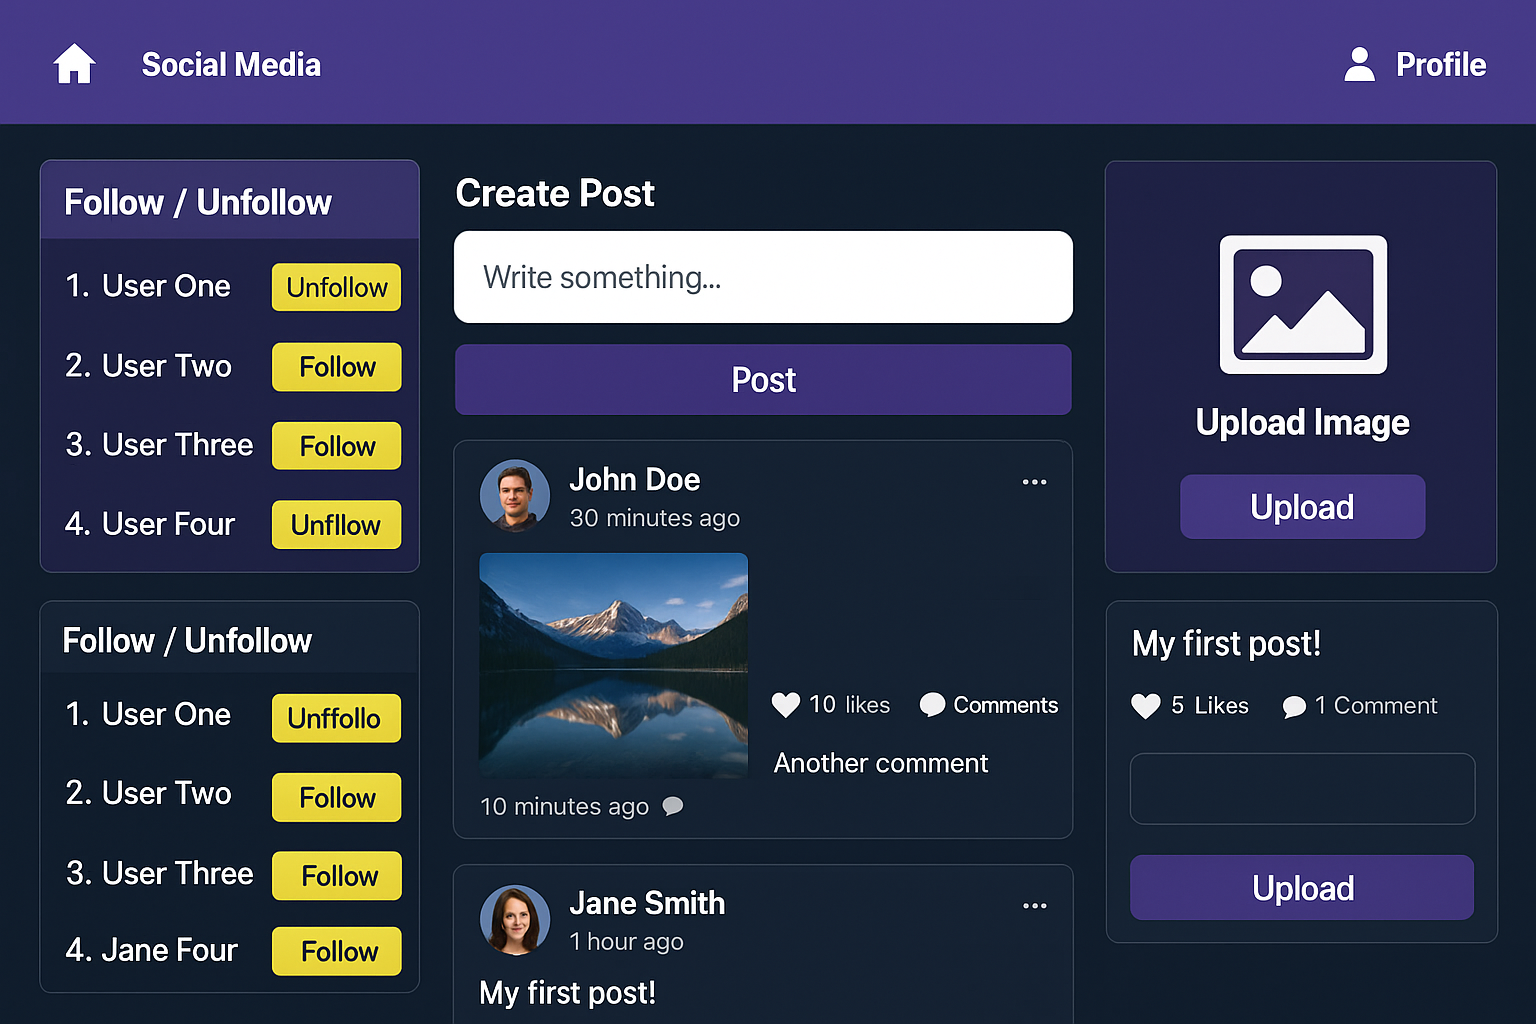 Social Media
Profile
Follow / Unfollow
1. User One
Unfollow
2. User Two
Follow
3. User Three
Follow
4. User Four
Unfllow
Follow / Unfollow
1. User One
Unffollo
2. User Two
Follow
3. User Three
Follow
4. Jane Four
Follow
Create Post
Write something...
Post
John Doe
30 minutes ago
10 likes
Comments
Another comment
10 minutes ago
Jane Smith
1 hour ago
My first post!
Upload Image
Upload
My first post!
5 Likes
1 Comment
Upload